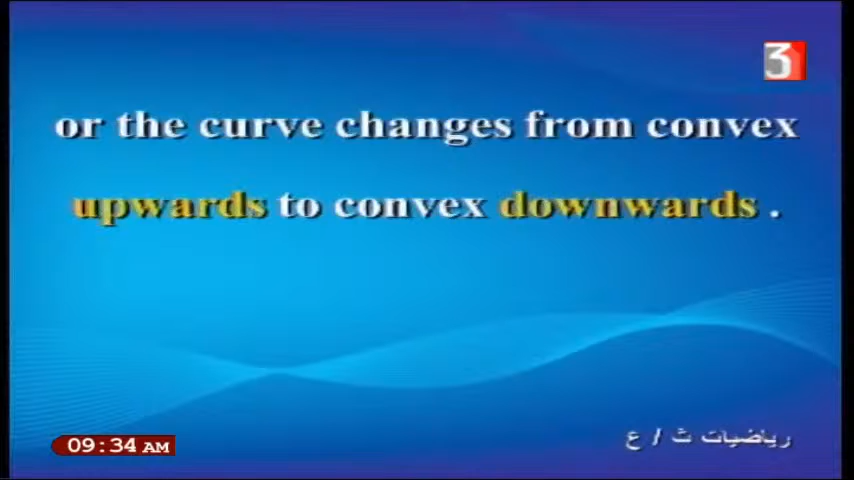 3
or the curve changes from convex
upwards to convex downwards .
رياضيات ث / ع
09:34 AM